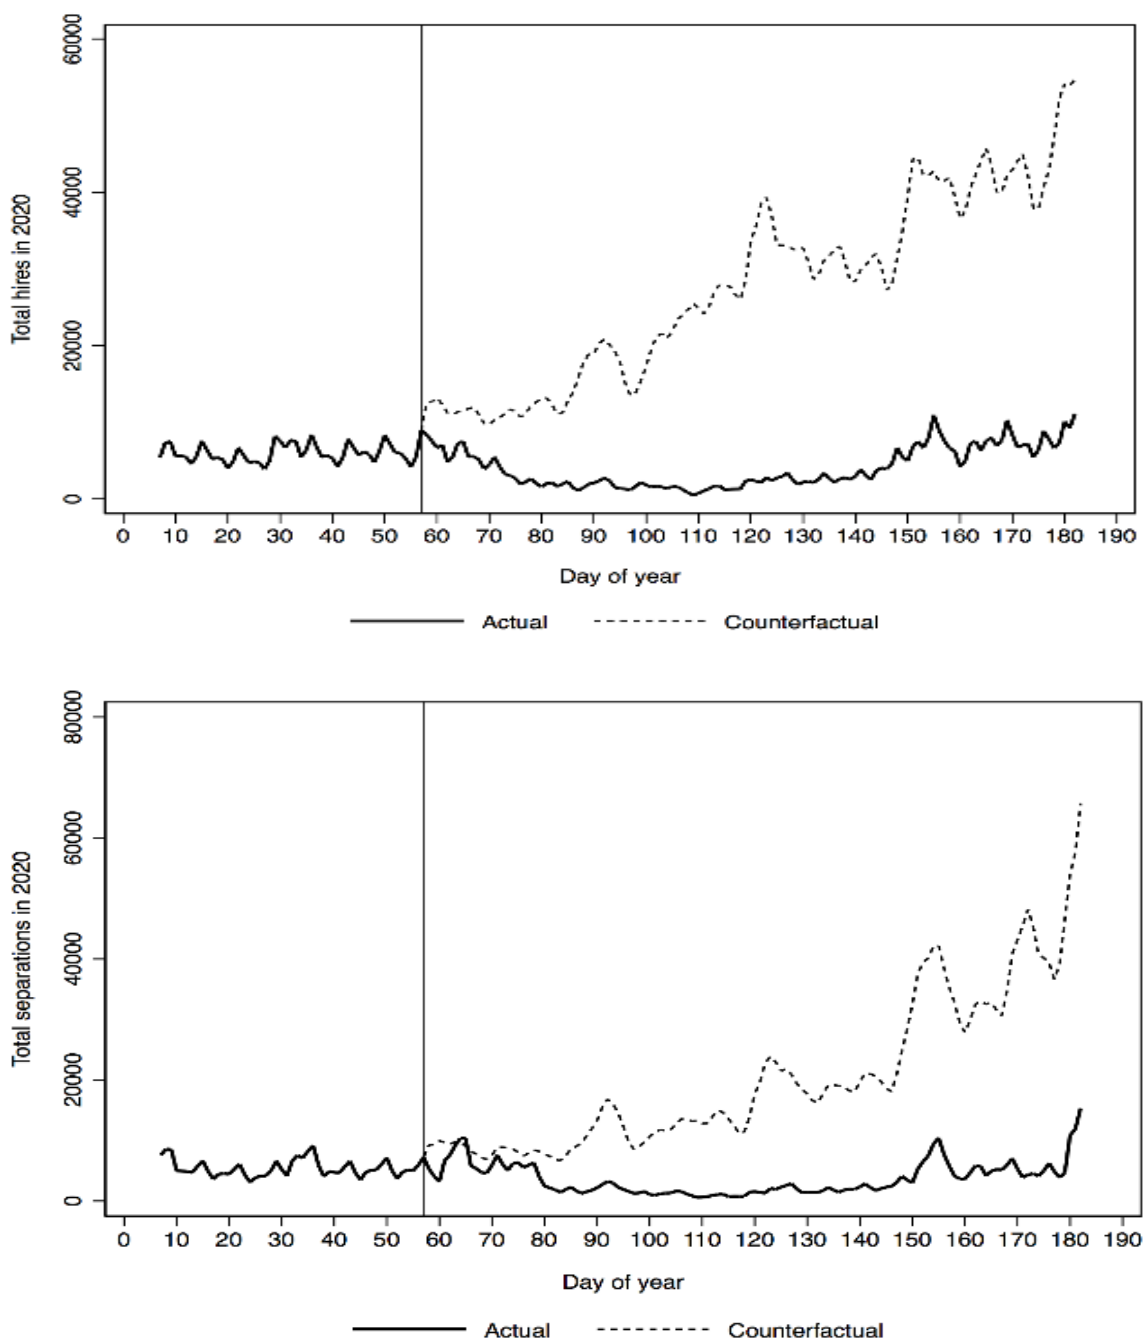 Total hires in 2020
60000
40000
20000
0
0 10 20 30 40 50 60 70 80 90 100 110 120 130 140 150 160 170 180 190
Day of year
Actual Counterfactual
Total separations in 2020
80000
60000
40000
20000
0
0 10 20 30 40 50 60 70 80 90 100 110 120 130 140 150 160 170 180 190
Day of year
Actual Counterfactual